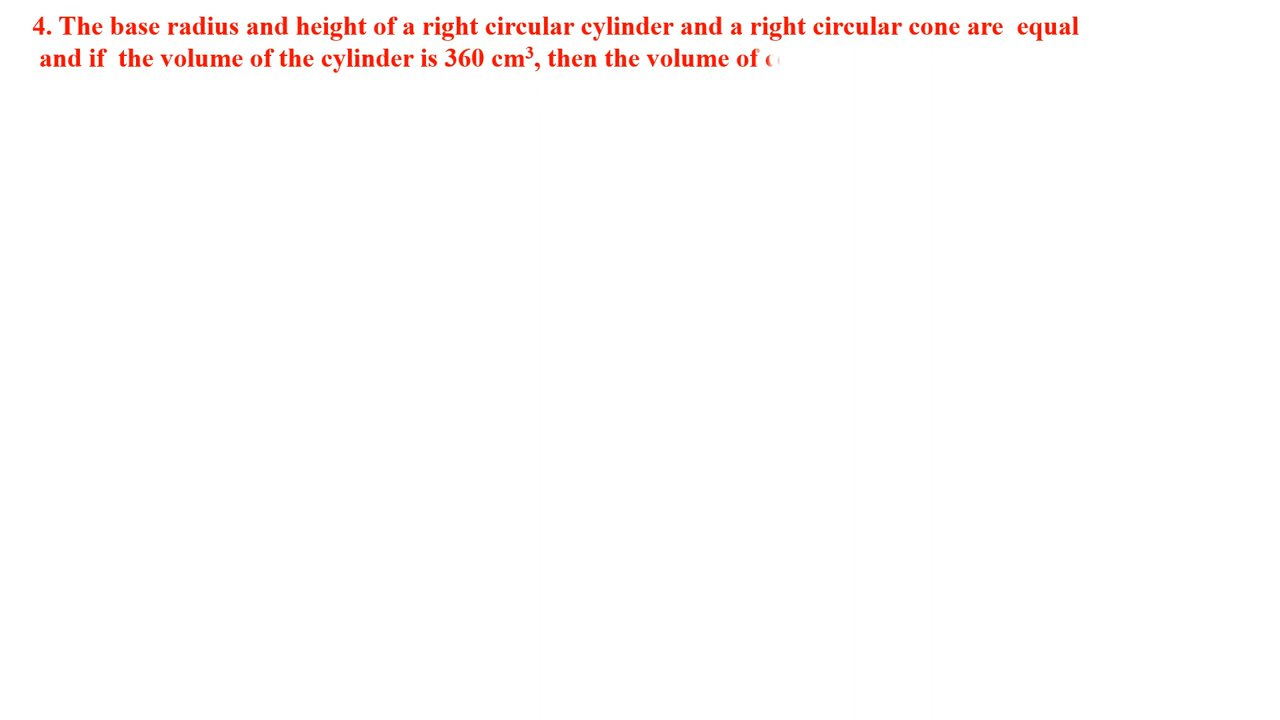 4. The base radius and height of a right circular cylinder and a right circular cone are equal
and if the volume of the cylinder is 360 cm³, then the volume of